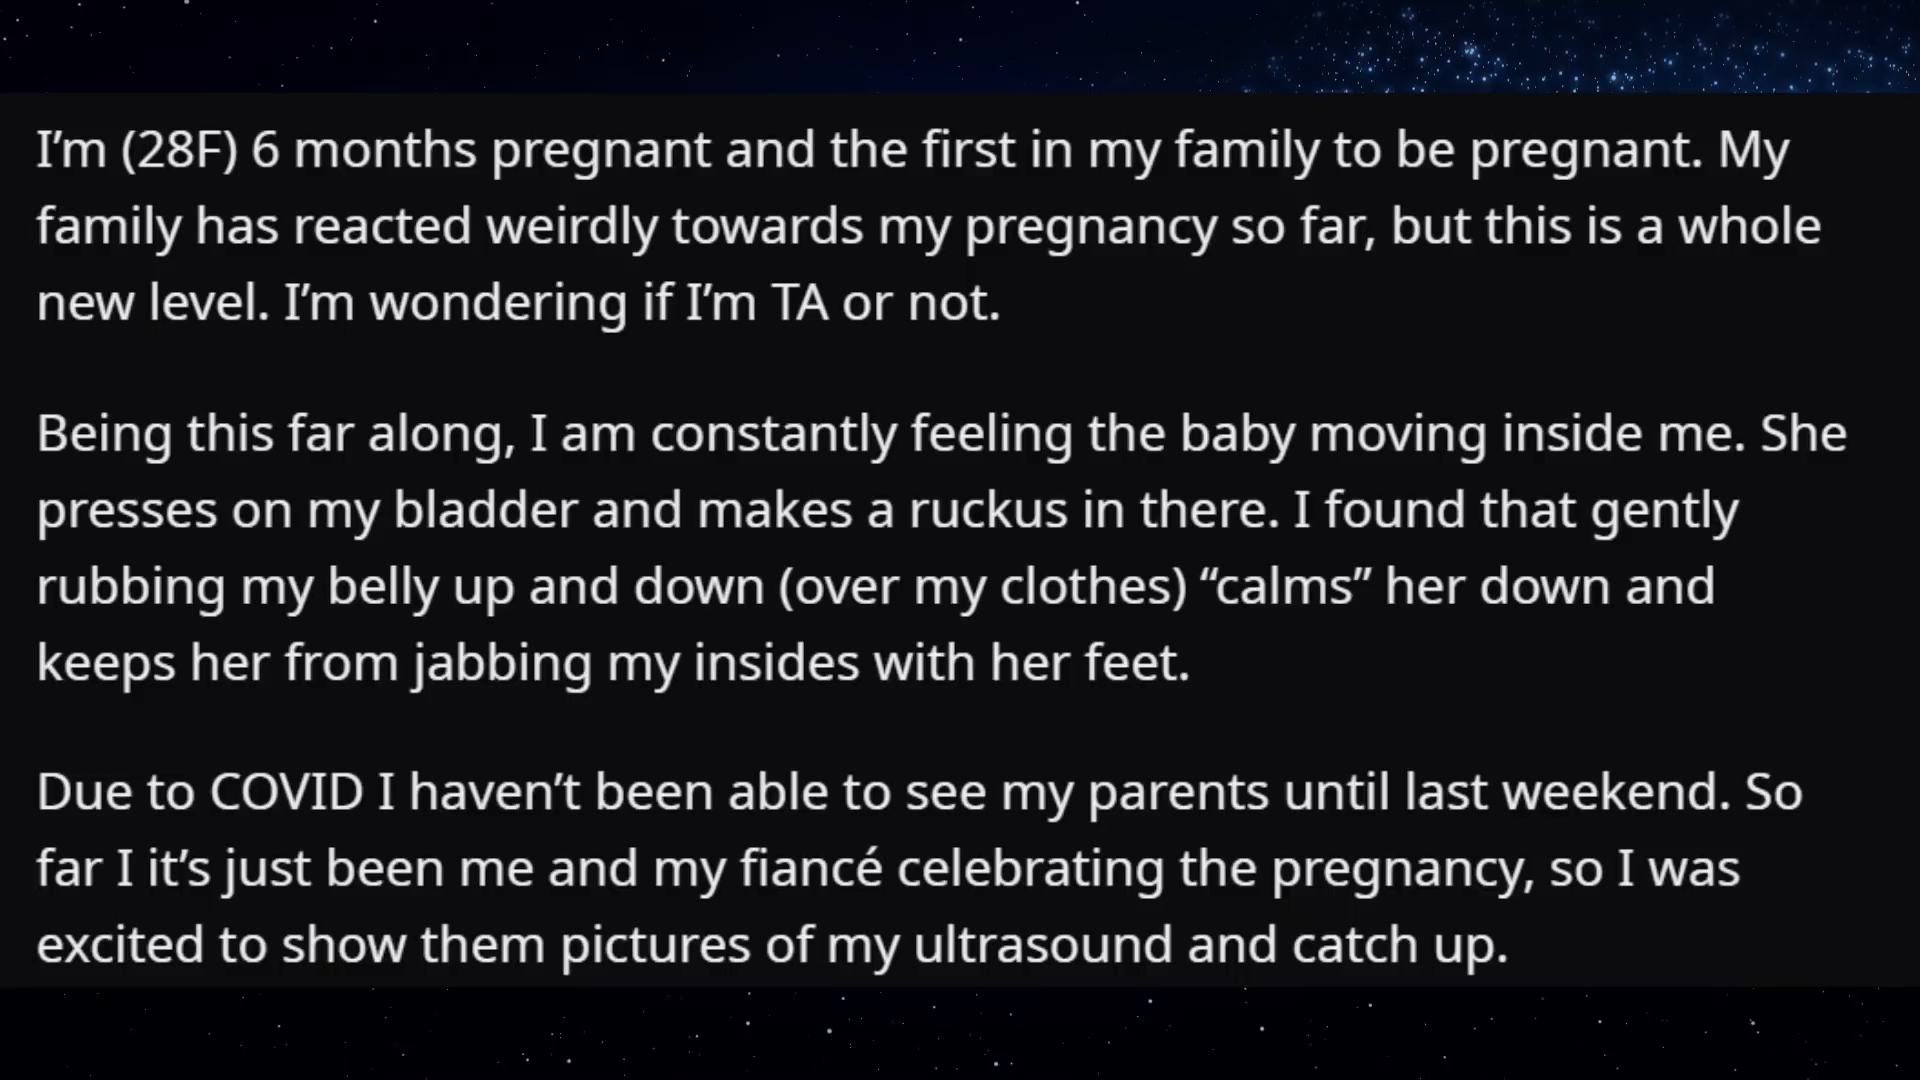 I’m (28F) 6 months pregnant and the first in my family to be pregnant. My
family has reacted weirdly towards my pregnancy so far, but this is a whole
new level. I’m wondering if I’m TA or not.
Being this far along, I am constantly feeling the baby moving inside me. She
presses on my bladder and makes a ruckus in there. I found that gently
rubbing my belly up and down (over my clothes) “calms” her down and
keeps her from jabbing my insides with her feet.
Due to COVID I haven’t been able to see my parents until last weekend. So
far I it’s just been me and my fiancé celebrating the pregnancy, so I was
excited to show them pictures of my ultrasound and catch up.